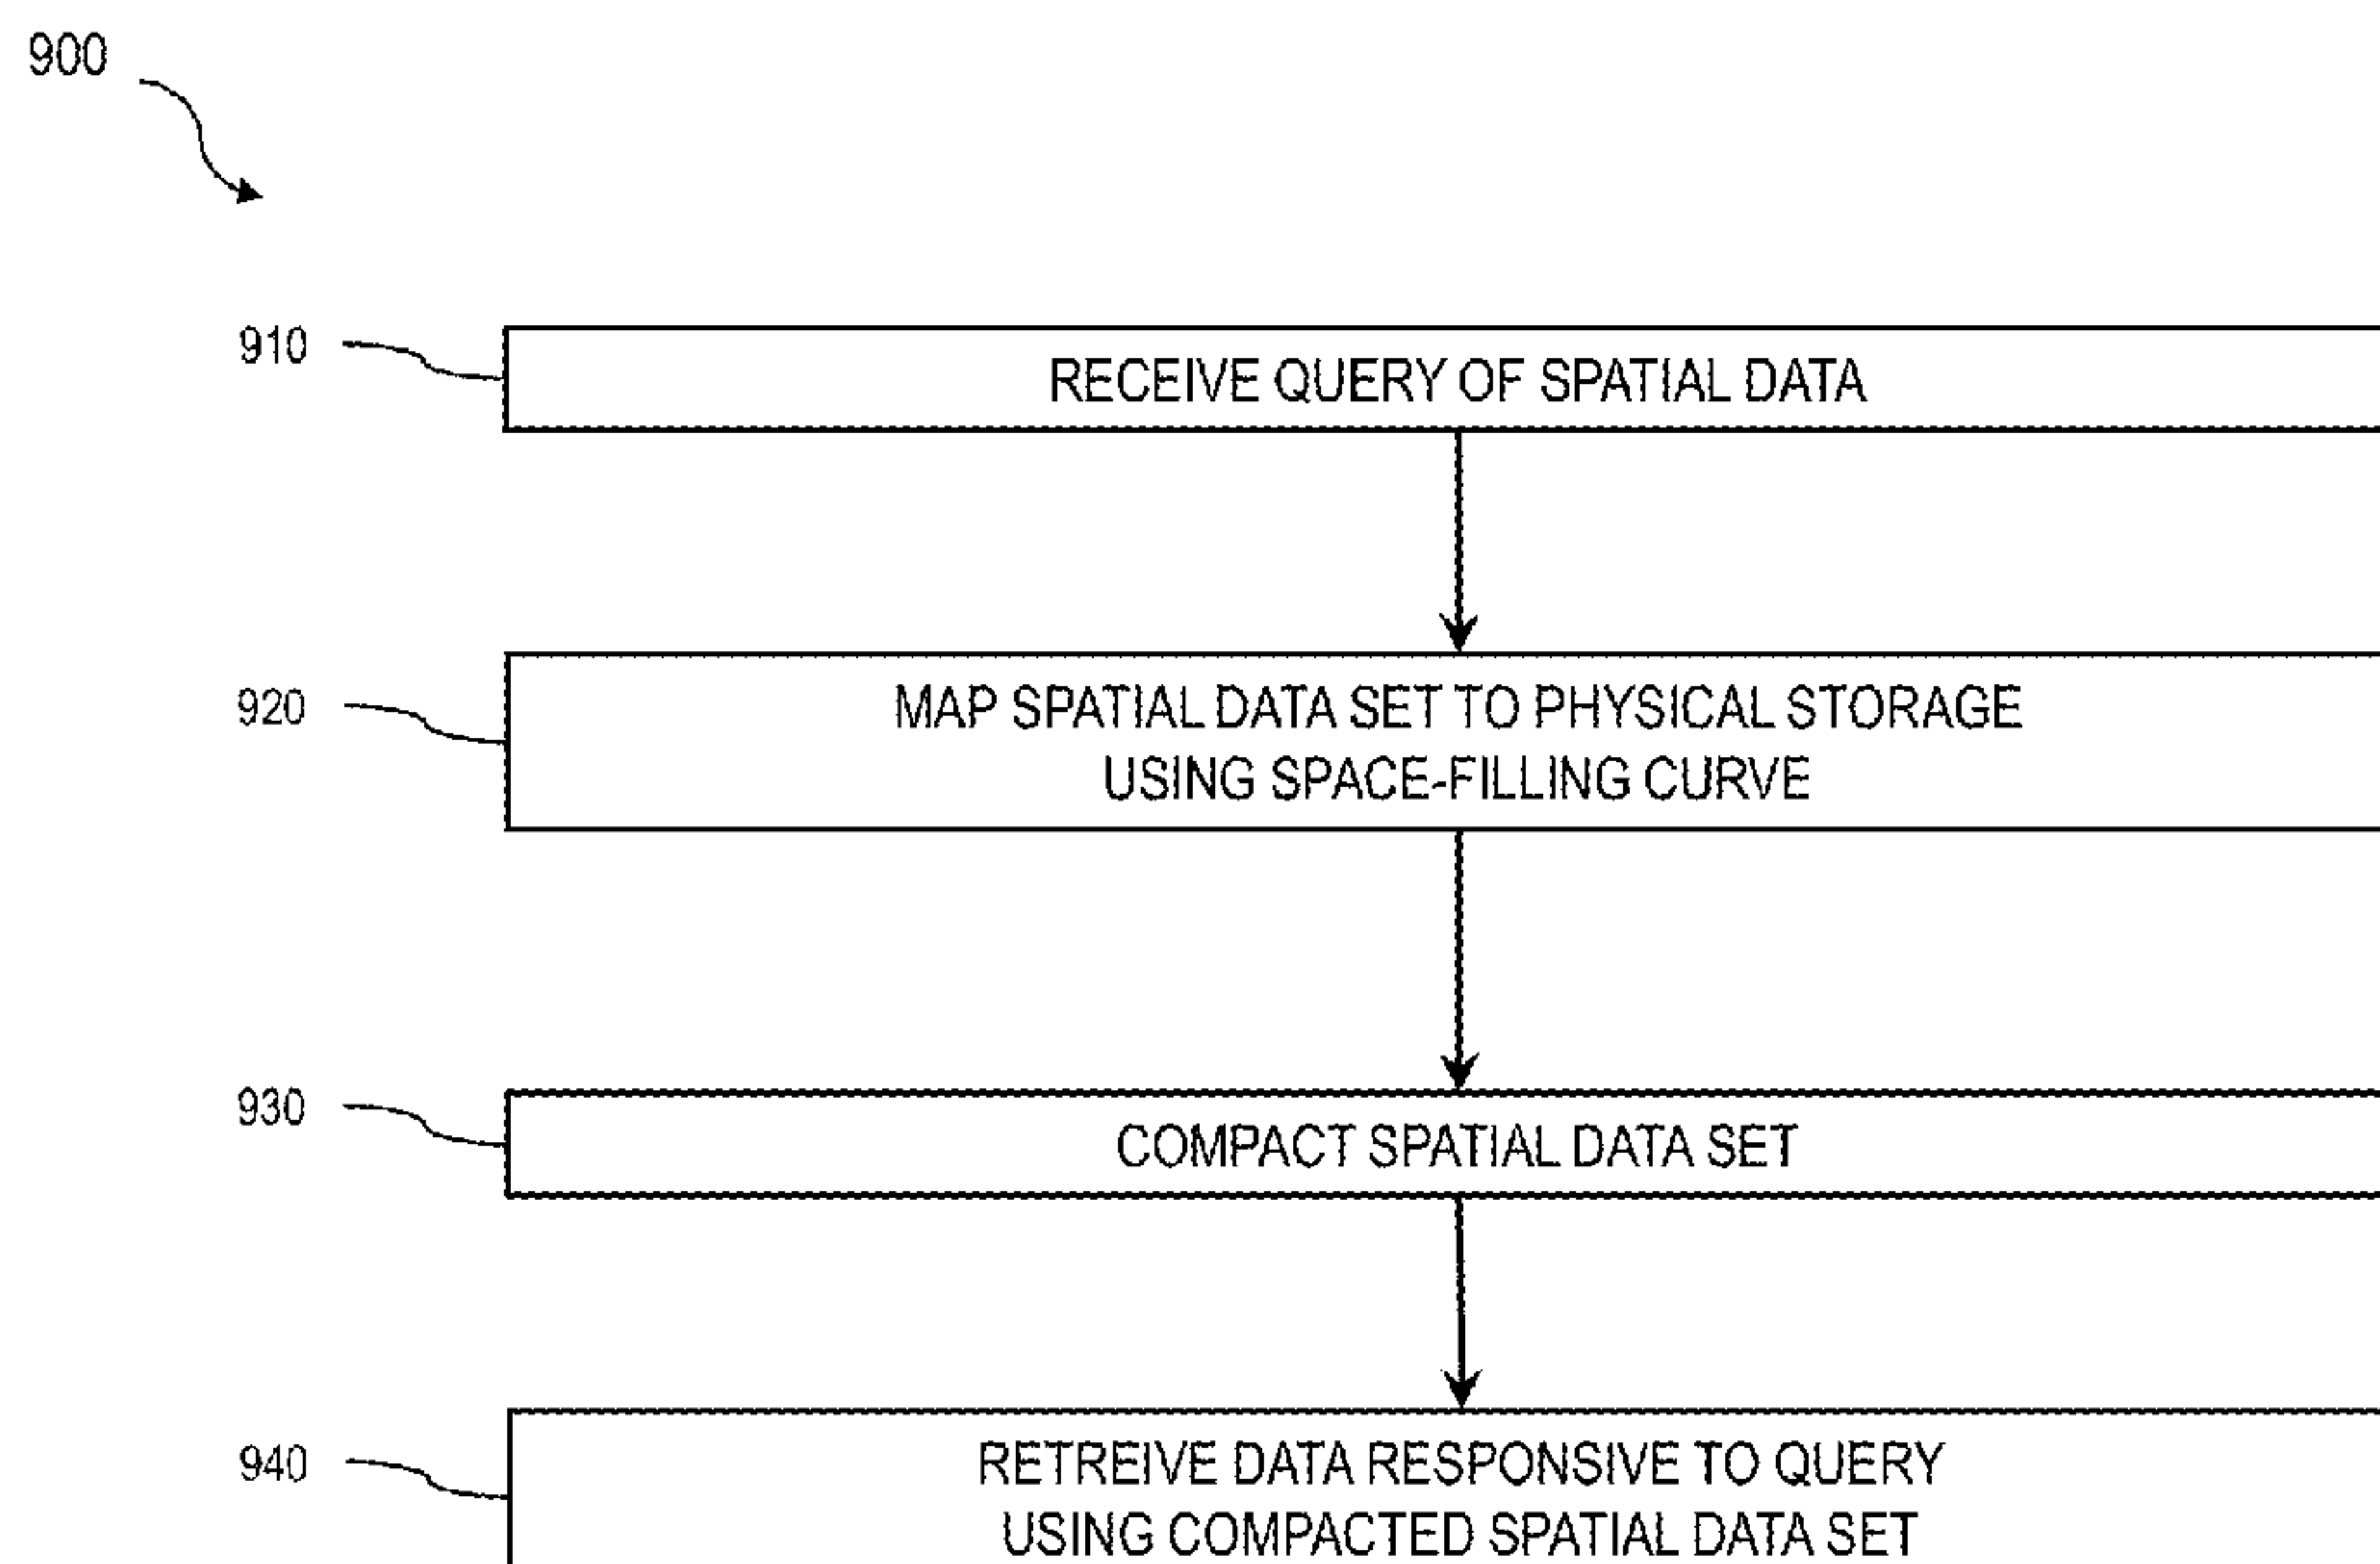 900
910
RECEIVE QUERY OF SPATIAL DATA
920
MAP SPATIAL DATA SET TO PHYSICAL STORAGE
USING SPACE-FILLING CURVE
930
COMPACT SPATIAL DATA SET
940
RETREIVE DATA RESPONSIVE TO QUERY
USING COMPACTED SPATIAL DATA SET